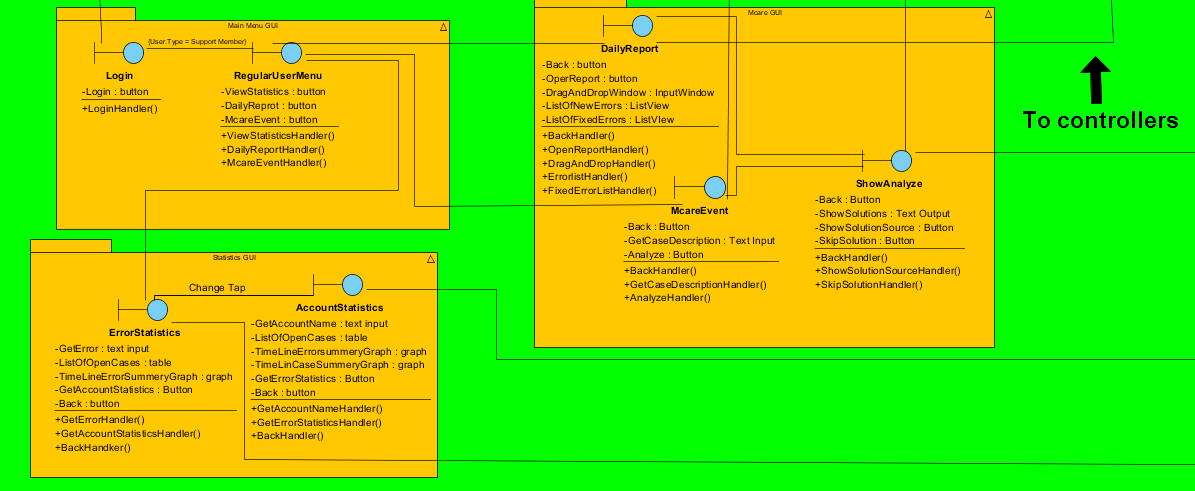 Main Menu GUI
{User.Type = Support Member}
Login
-Login : button
+LoginHandler()
RegularUserMenu
-ViewStatistics : button
-DailyReprot : button
-McareEvent : button
+ViewStatisticsHandler()
+DailyReportHandler()
+McareEventHandler()
Mcare GUI
DailyReport
-Back : button
-OperReport : button
-DragAndDropWindow : InputWindow
-ListOfNewErrors : ListView
-ListOfFixedErrors : ListVIew
+BackHandler()
+OpenReportHandler()
+DragAndDropHandler()
+ErrorlistHandler()
+FixedErrorListHandler()
McareEvent
-Back : Button
-GetCaseDescription : Text Input
-Analyze : Button
+BackHandler()
+GetCaseDescriptionHandler()
+AnalyzeHandler()
ShowAnalyze
-Back : Button
-ShowSolutions : Text Output
-ShowSolutionSource : Button
-SkipSolution : Button
+BackHandler()
+ShowSolutionSourceHandler()
+SkipSolutionHandler()
To controllers
Statistics GUI
Change Tap
ErrorStatistics
-GetError : text input
-ListOfOpenCases : table
-TimeLineErrorSummeryGraph : graph
-GetAccountStatistics : Button
-Back : button
+GetErrorHandler()
+GetAccountStatisticsHandler()
+BackHandker()
AccountStatistics
-GetAccountName : text input
-ListOfOpenCases : table
-TimeLineErrorsummeryGraph : graph
-TimeLinCaseSummeryGraph : graph
-GetErrorStatistics : Button
-Back : button
+GetAccountNameHandler()
+GetErrorStatisticsHandler()
+BackHandler()